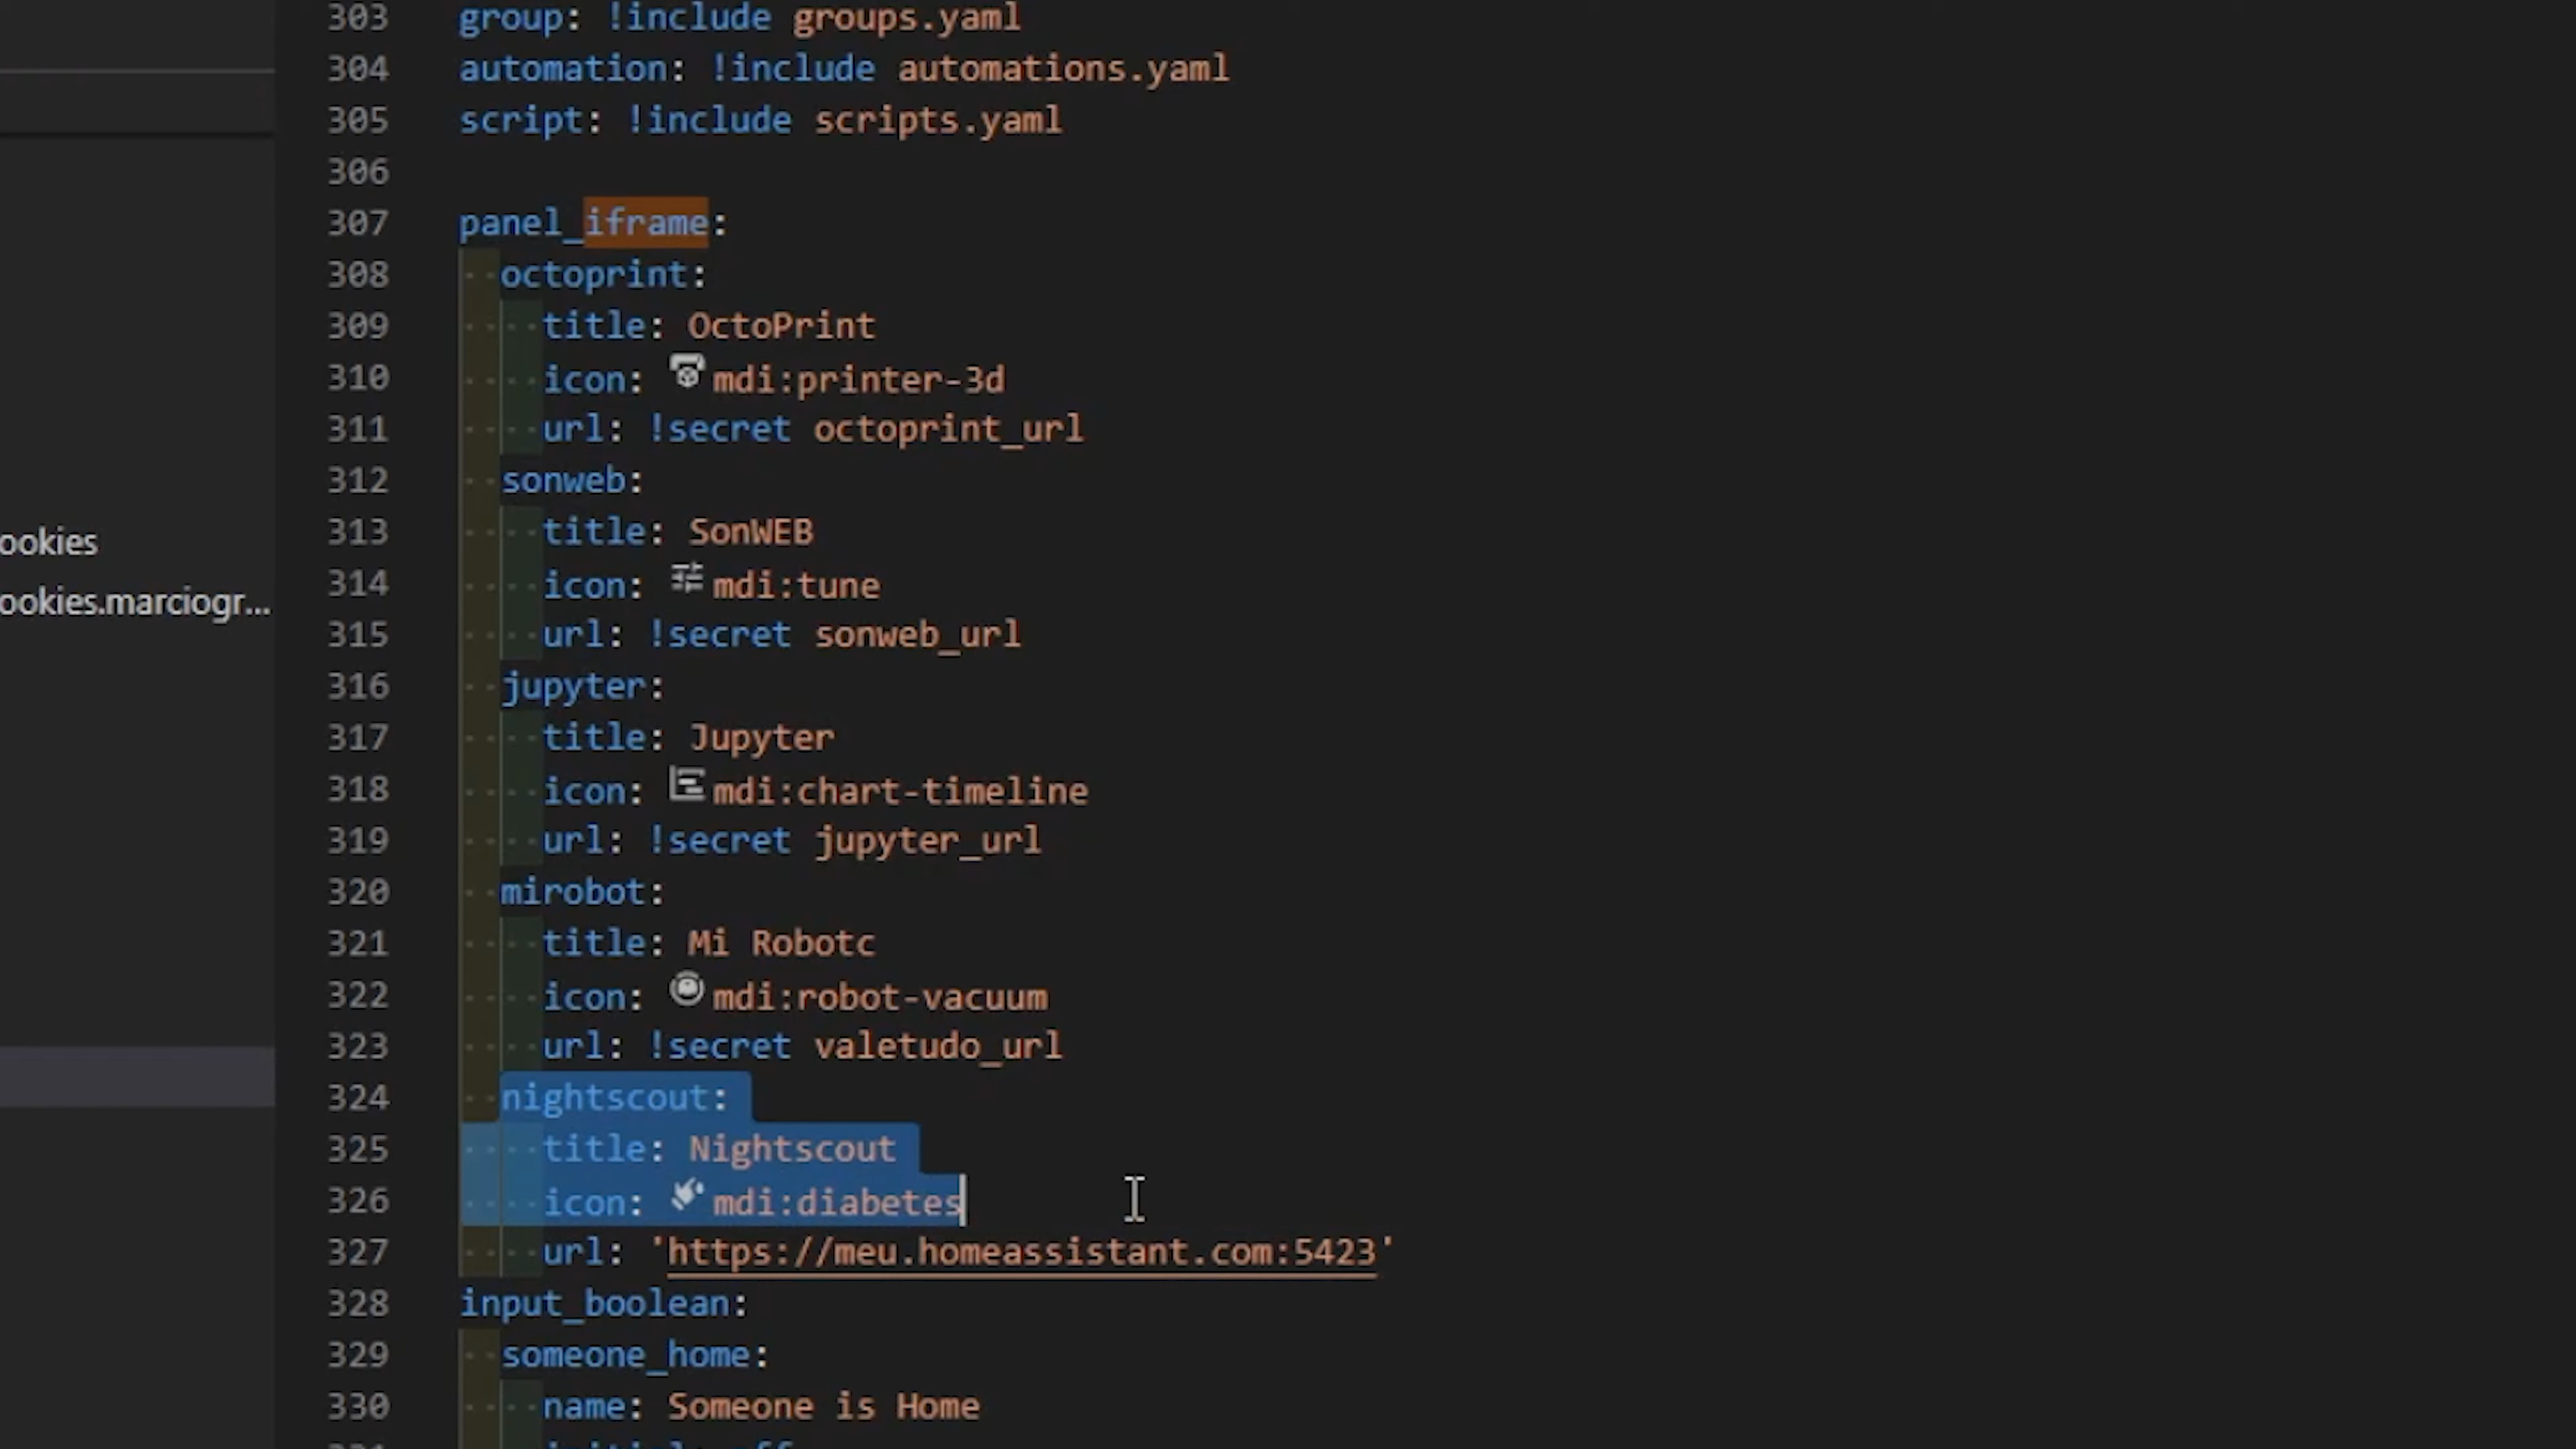 303 group: !include groups.yaml
304 automation: !include automations.yaml
305 script: !include scripts.yaml
306
307 panel_iframe:
308 octoprint:
309 title: OctoPrint
310 icon: mdi:printer-3d
311 url: !secret octoprint_url
312 sonweb:
313 title: SonWEB
314 icon: mdi:tune
315 url: !secret sonweb_url
316 jupyter:
317 title: Jupyter
318 icon: mdi:chart-timeline
319 url: !secret jupyter_url
320 mirobot:
321 title: Mi Robotc
322 icon: mdi:robot-vacuum
323 url: !secret valetudo_url
324 nightscout:
325 title: Nightscout
326 icon: mdi:diabetes
327 url: 'https://meu.homeassistant.com:5423'
328 input_boolean:
329 someone_home:
330 name: Someone is Home
ookies
ookies.marciogr...